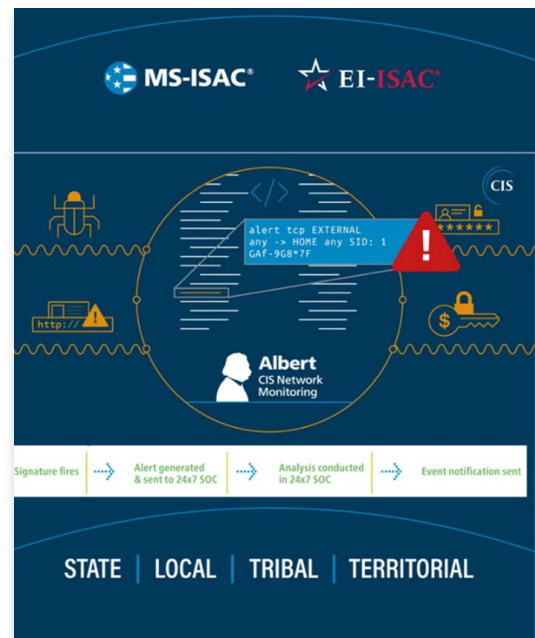 MS-ISAC®
EI-ISAC®
CIS
</>
alert tcp EXTERNAL
any -> HOME any SID: 1
GAf-9G8*7F
!
******
http://
!
$
Albert
CIS Network
Monitoring
Signature fires
Alert generated
& sent to 24x7 SOC
Analysis conducted
in 24x7 SOC
Event notification sent
STATE | LOCAL | TRIBAL | TERRITORIAL